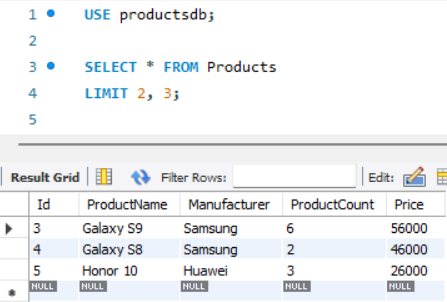 1 USE productsdb;
2
3 SELECT * FROM Products
4 LIMIT 2, 3;
5
Result Grid Filter Rows: Edit:
Id ProductName Manufacturer ProductCount Price
3 Galaxy S9 Samsung 6 56000
4 Galaxy S8 Samsung 2 46000
5 Honor 10 Huawei 3 26000
NULL NULL NULL NULL NULL